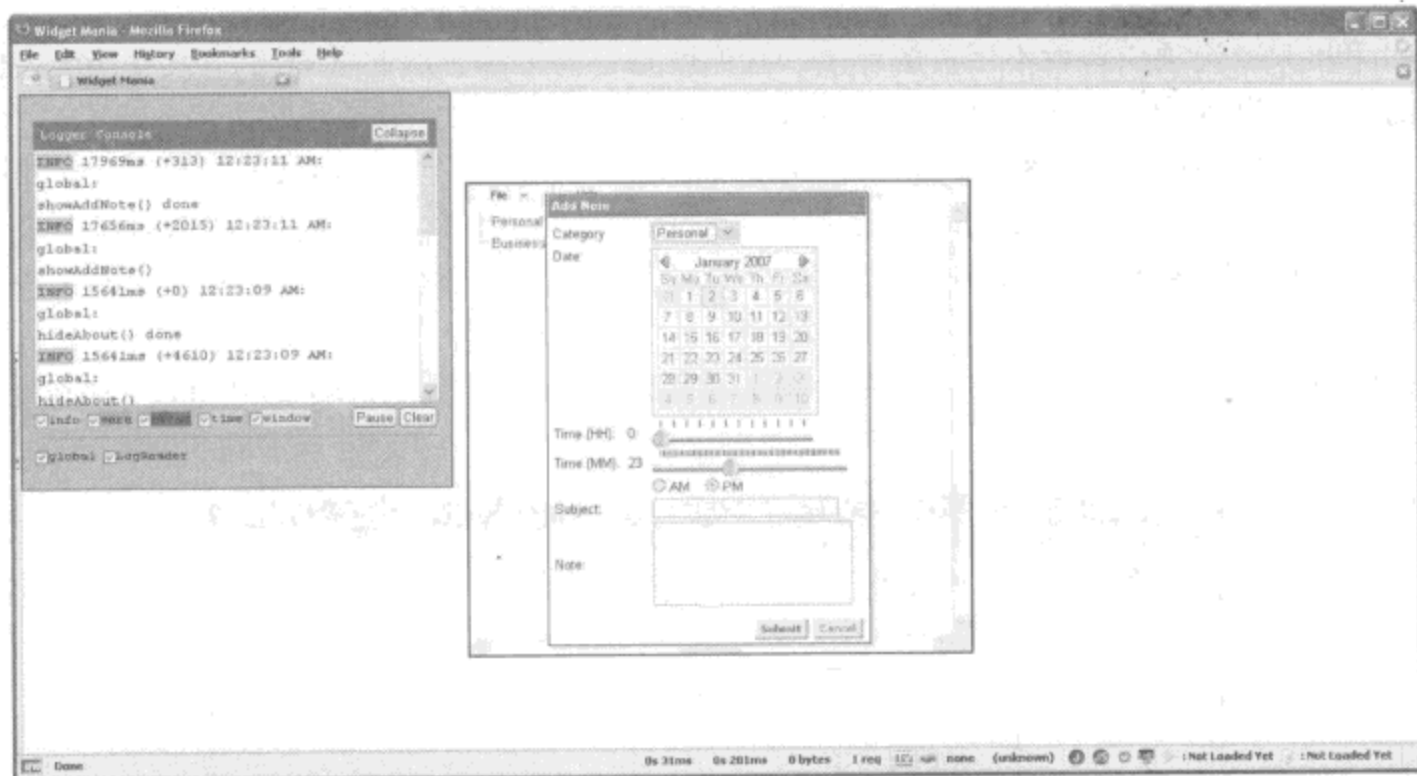 Widget Mania - Mozilla Firefox
File Edit View History Bookmarks Tools Help
Widget Mania
Logger Console Collapse
INFO 17969ms (+313) 12:23:11 AM:
global:
showAddNote() done
INFO 17656ms (+2015) 12:23:11 AM:
global:
showAddNote()
INFO 15641ms (+0) 12:23:09 AM:
global:
hideAbout() done
INFO 15641ms (+4610) 12:23:09 AM:
global:
hideAbout()
info warn time window Pause Clear
global LogReader
File
Personal
Business
Add Note
Category Personal
Date:
January 2007
Su Mo Tu We Th Fr Sa
31 1 2 3 4 5 6
7 8 9 10 11 12 13
14 15 16 17 18 19 20
21 22 23 24 25 26 27
28 29 30 31 1 2 3
4 5 6 7 8 9 10
Time (HH): 0
Time (MM): 23
AM PM
Subject:
Note:
Submit Cancel
Done 0s 31ms 0s 201ms 0 bytes 1 req none (unknown) : Not Loaded Yet : Not Loaded Yet